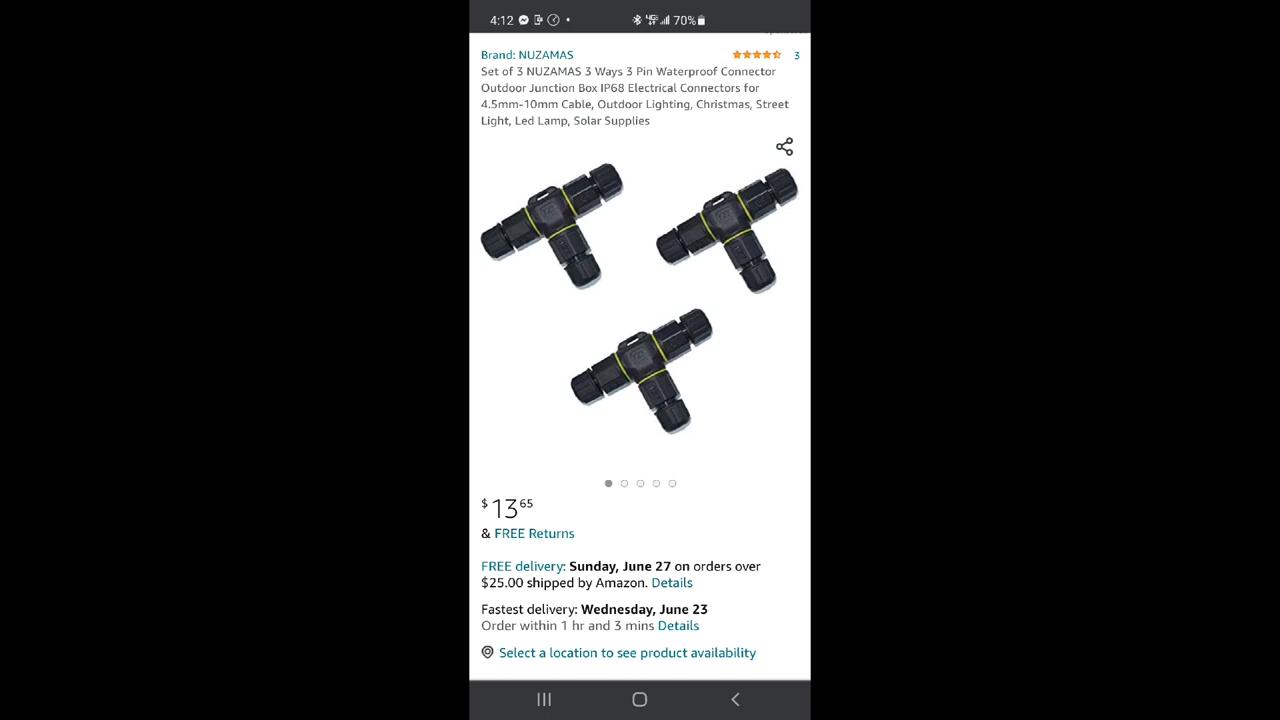 4:12 70%
Brand: NUZAMAS 3
Set of 3 NUZAMAS 3 Ways 3 Pin Waterproof Connector
Outdoor Junction Box IP68 Electrical Connectors for
4.5mm-10mm Cable, Outdoor Lighting, Christmas, Street
Light, Led Lamp, Solar Supplies
$13 65
& FREE Returns
FREE delivery: Sunday, June 27 on orders over
$25.00 shipped by Amazon. Details
Fastest delivery: Wednesday, June 23
Order within 1 hr and 3 mins Details
Select a location to see product availability